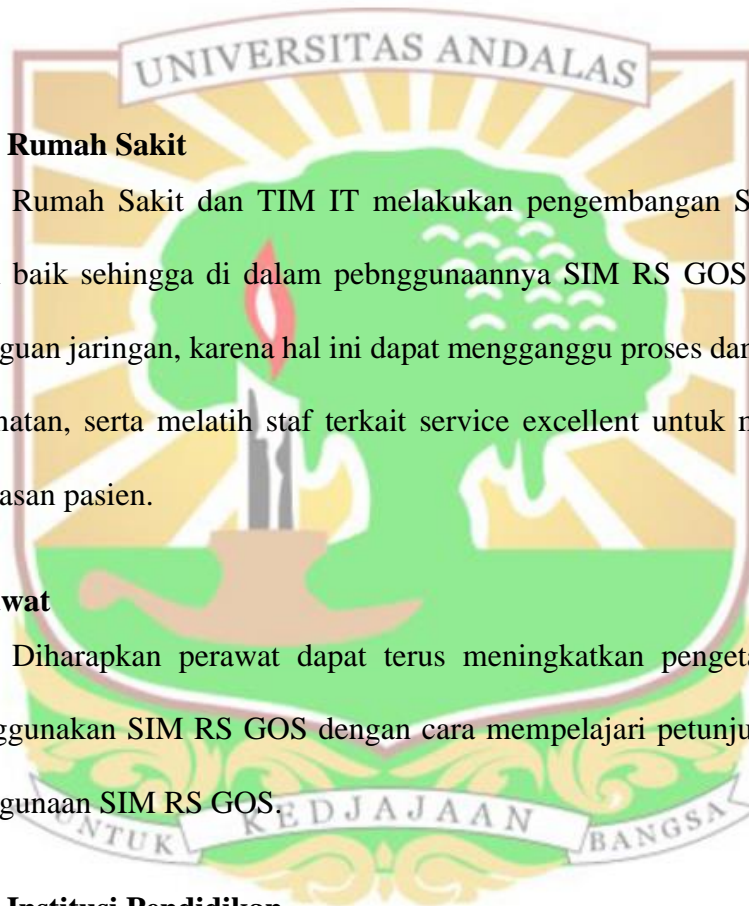 UNIVERSITAS ANDALAS
Rumah Sakit
Rumah Sakit dan TIM IT melakukan pengembangan S
baik sehingga di dalam pebnggunaannya SIM RS GOS
guan jaringan, karena hal ini dapat mengganggu proses dan
natan, serta melatih staf terkait service excellent untuk
asan pasien.
wat
Diharapkan perawat dapat terus meningkatkan pengeta
ggunakan SIM RS GOS dengan cara mempelajari petunju
gunaan SIM RS GOS.
UNTUK KEDJAJAAN BANGSA
Institusi Pendidikan